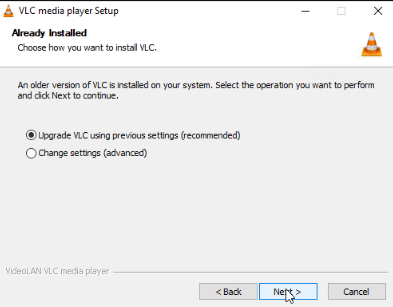 VLC media player Setup
Already Installed
Choose how you want to install VLC.
An older version of VLC is installed on your system. Select the operation you want to perform
and click Next to continue.
Upgrade VLC using previous settings (recommended)
Change settings (advanced)
VideoLAN VLC media player
< Back
Next >
Cancel